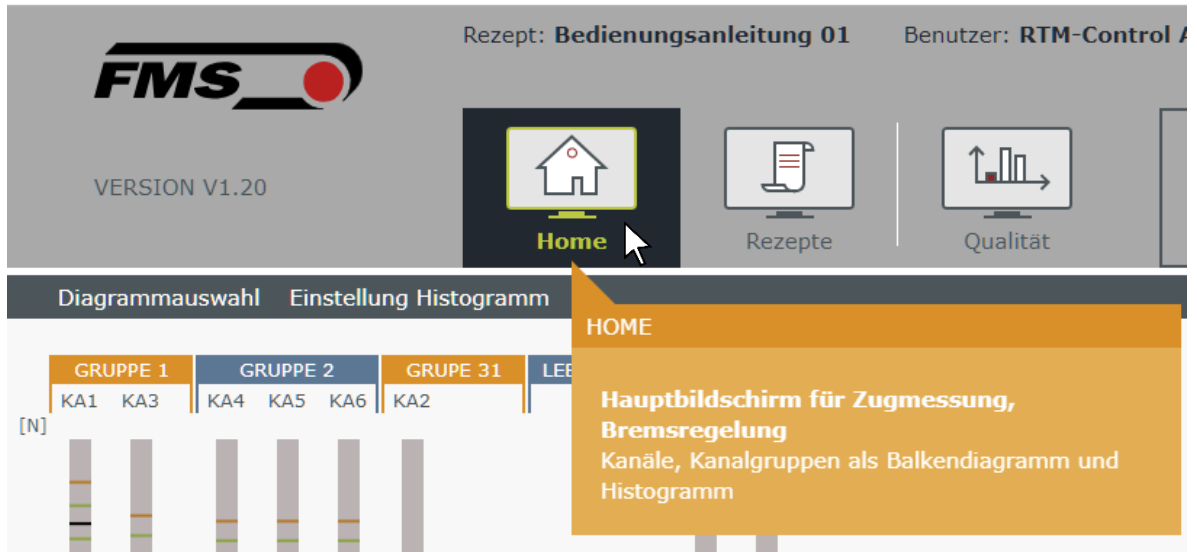 Rezept: Bedienungsanleitung 01 Benutzer: RTM-Control A
FMS
VERSION V1.20
Home Rezepte Qualität
Diagrammauswahl Einstellung Histogramm
HOME
GRUPPE 1 GRUPPE 2 GRUPE 31
KA1 KA3 KA4 KA5 KA6 KA2
[N]
Hauptbildschirm für Zugmessung,
Bremsregelung
Kanäle, Kanalgruppen als Balkendiagramm und
Histogramm